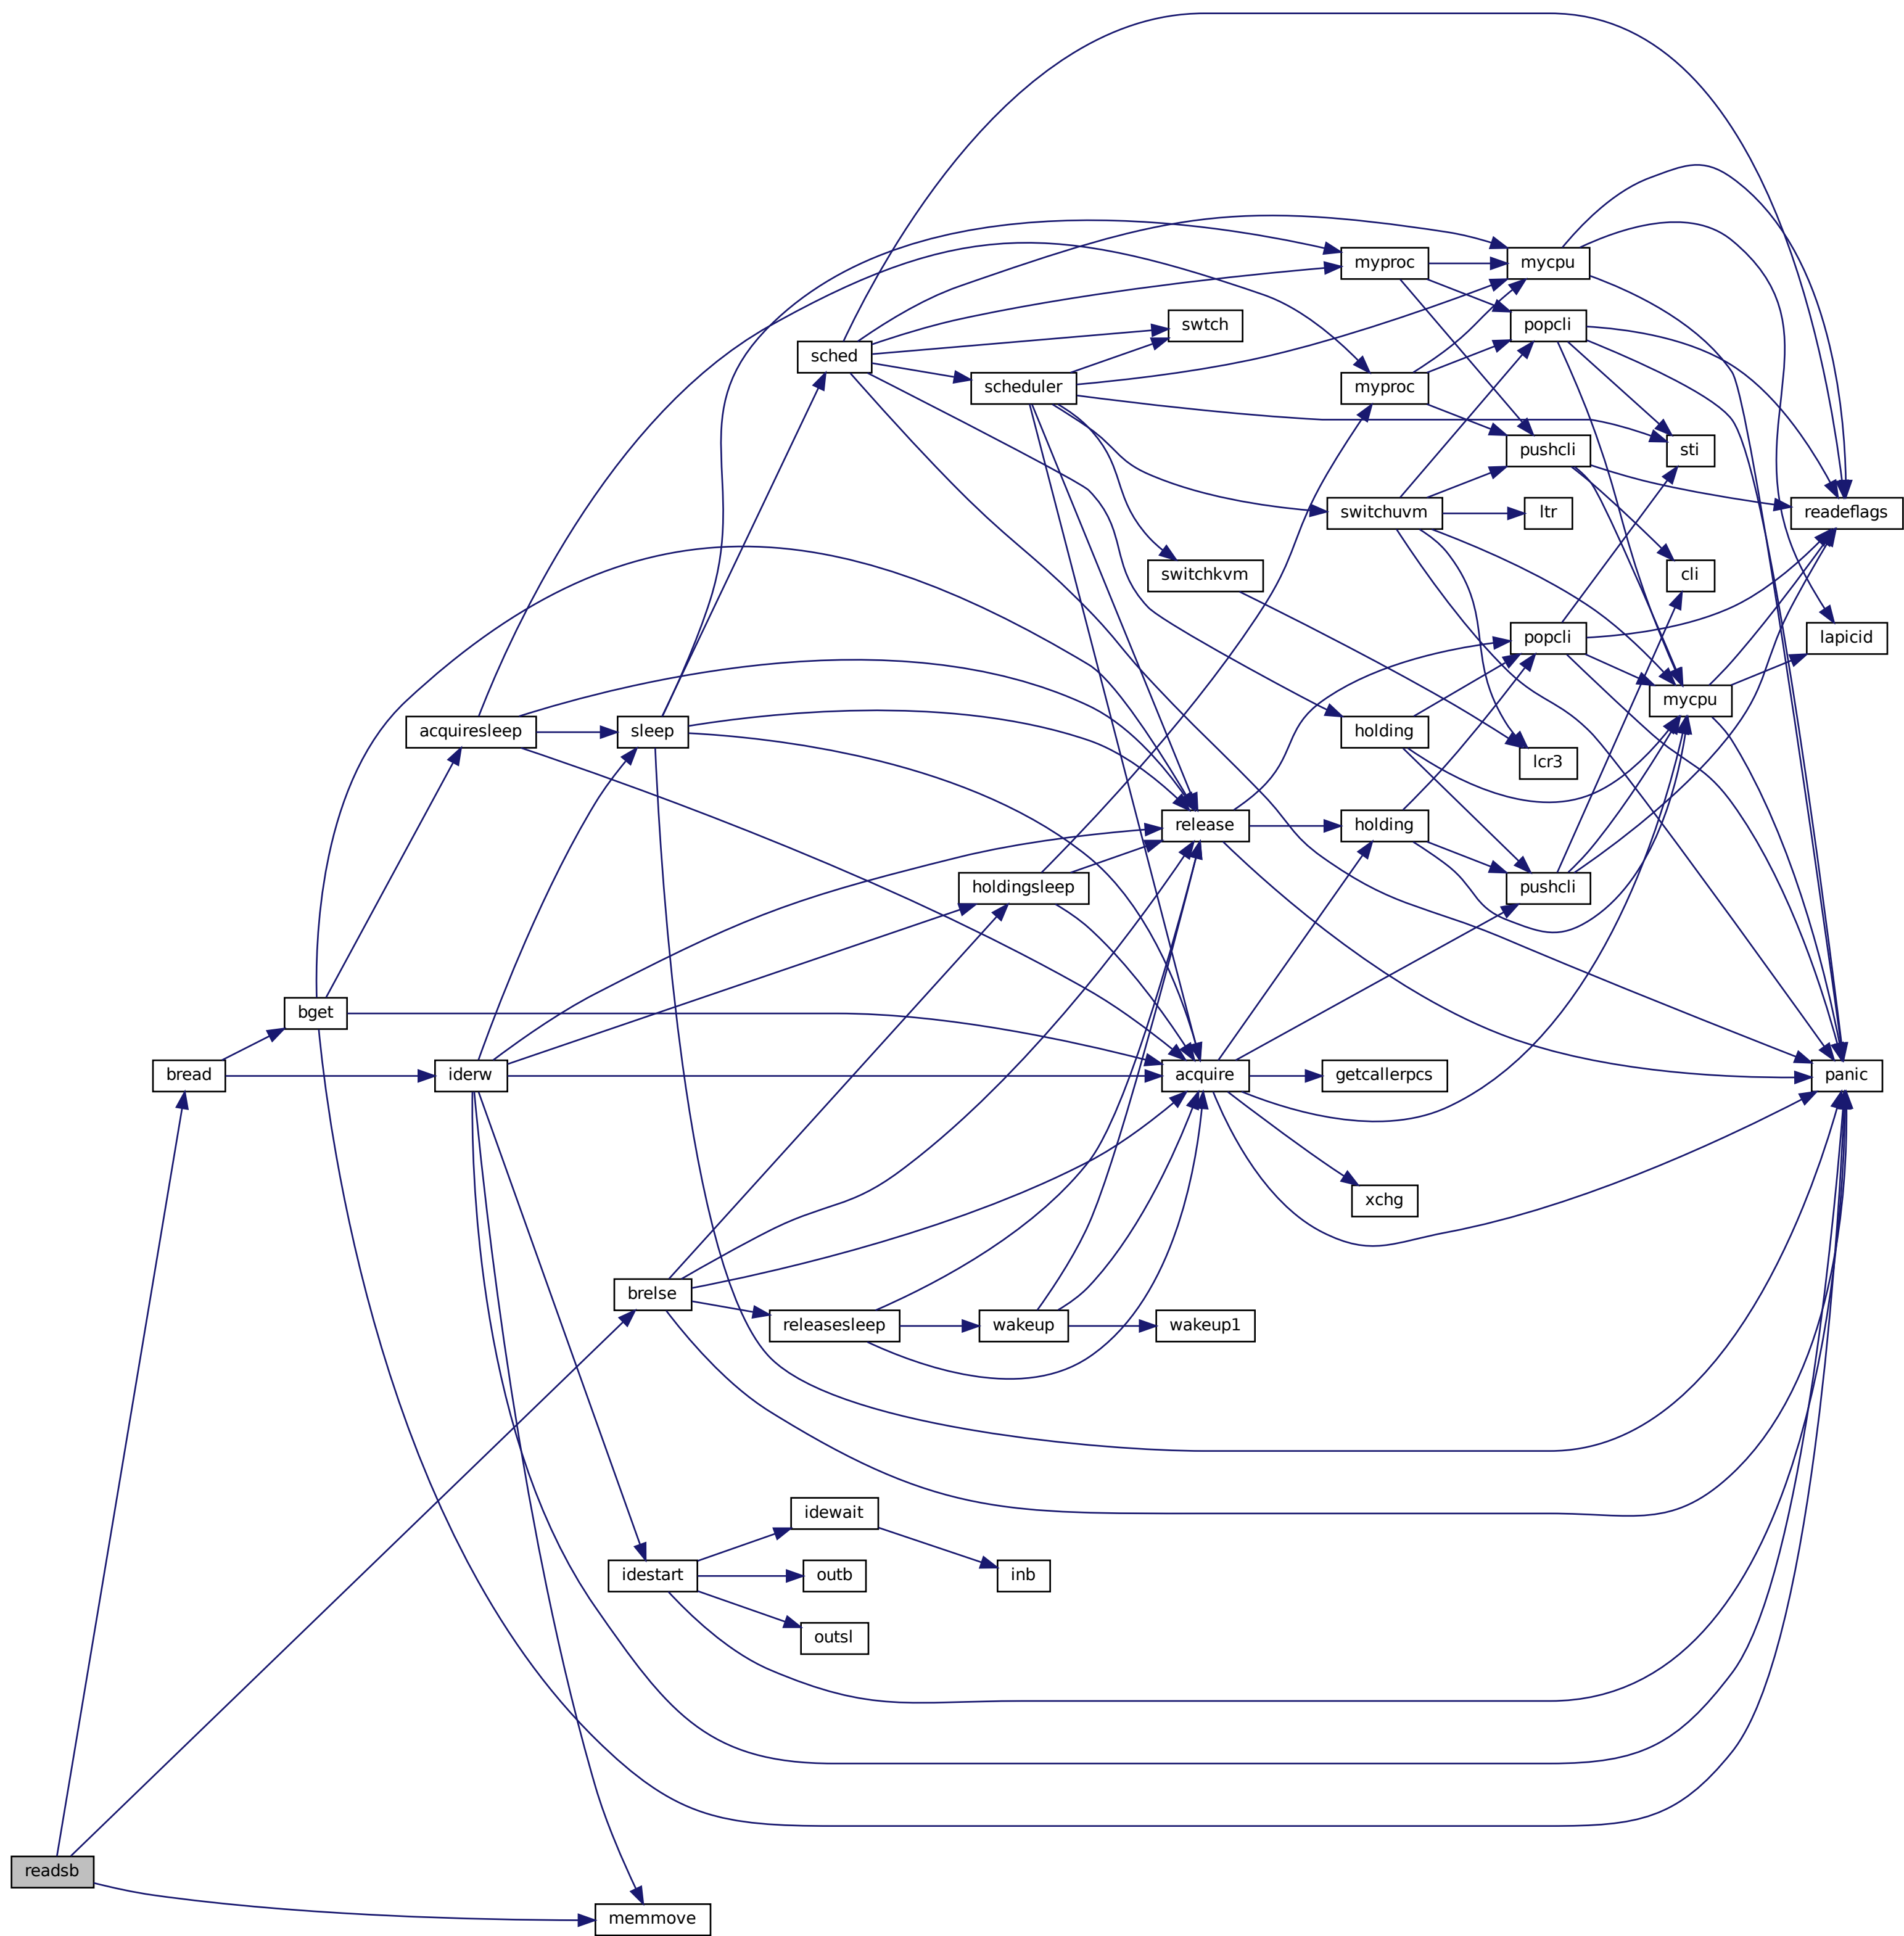 myproc
mycpu
popcli
swtch
sched
scheduler
myproc
pushcli
sti
switchuvm
ltr
readeflags
switchkvm
cli
popcli
lapicid
mycpu
acquiresleep
sleep
holding
lcr3
release
holding
holdingsleep
pushcli
bget
bread
iderw
acquire
getcallerpcs
panic
xchg
brelse
releasesleep
wakeup
wakeup1
idewait
idestart
outb
inb
outsl
readsb
memmove